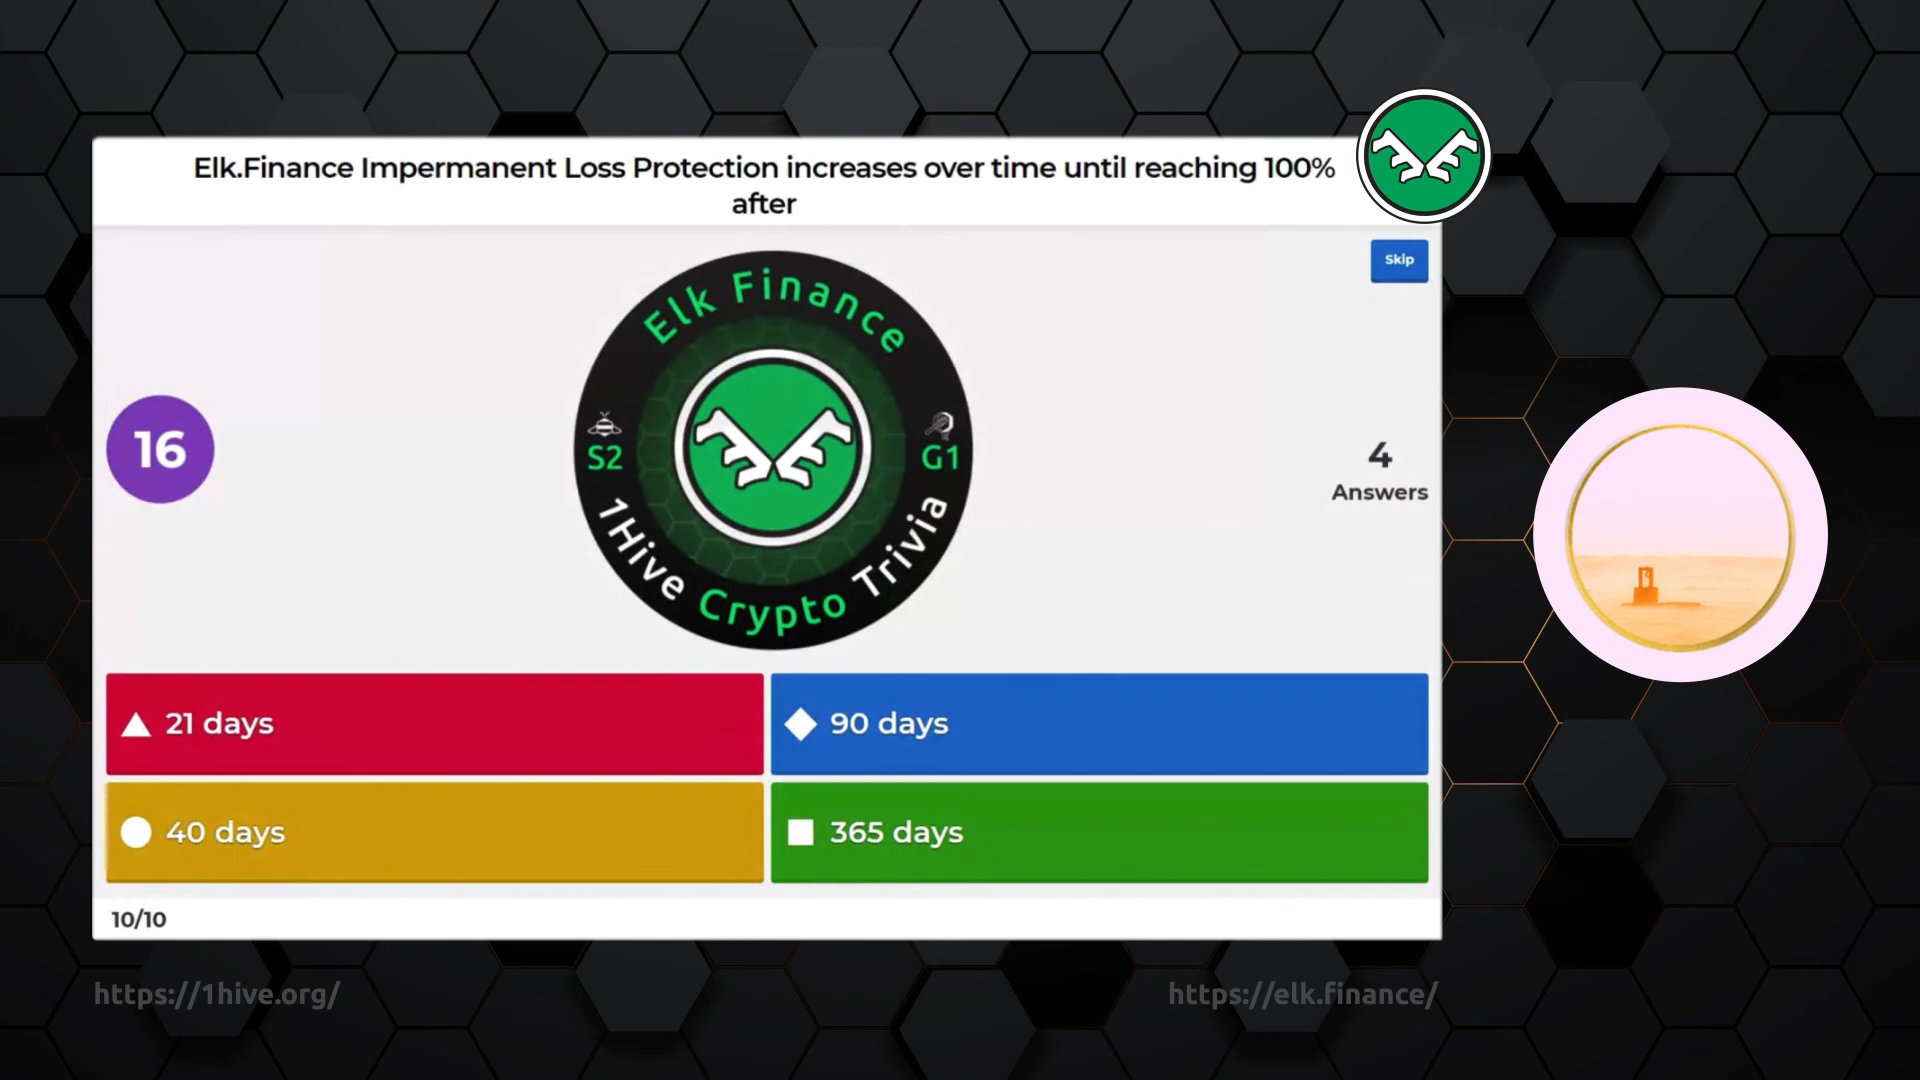 Elk.Finance Impermanent Loss Protection increases over time until reaching 100%
after
Skip
Elk Finance
16
S2
G1
4
Answers
1Hive Crypto Trivia
21 days
90 days
40 days
365 days
10/10
https://1hive.org/
https://elk.finance/